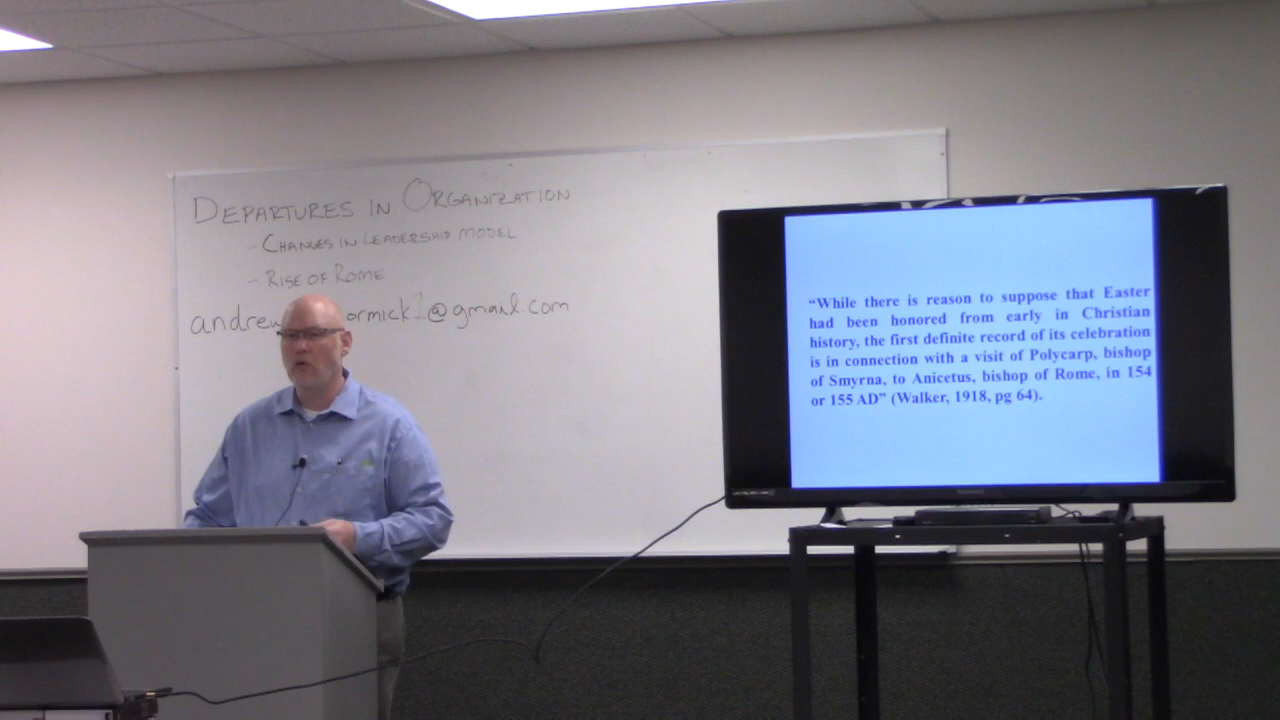 DEPARTURES IN ORGANIZATION
- CHANGES IN LEADERSHIP MODEL
- RISE OF ROME
andrew ormick1@gmail.com
“While there is reason to suppose that Easter
had been honored from early in Christian
history, the first definite record of its celebration
is in connection with a visit of Polycarp, bishop
of Smyrna, to Anicetus, bishop of Rome, in 154
or 155 AD” (Walker, 1918, pg 64).